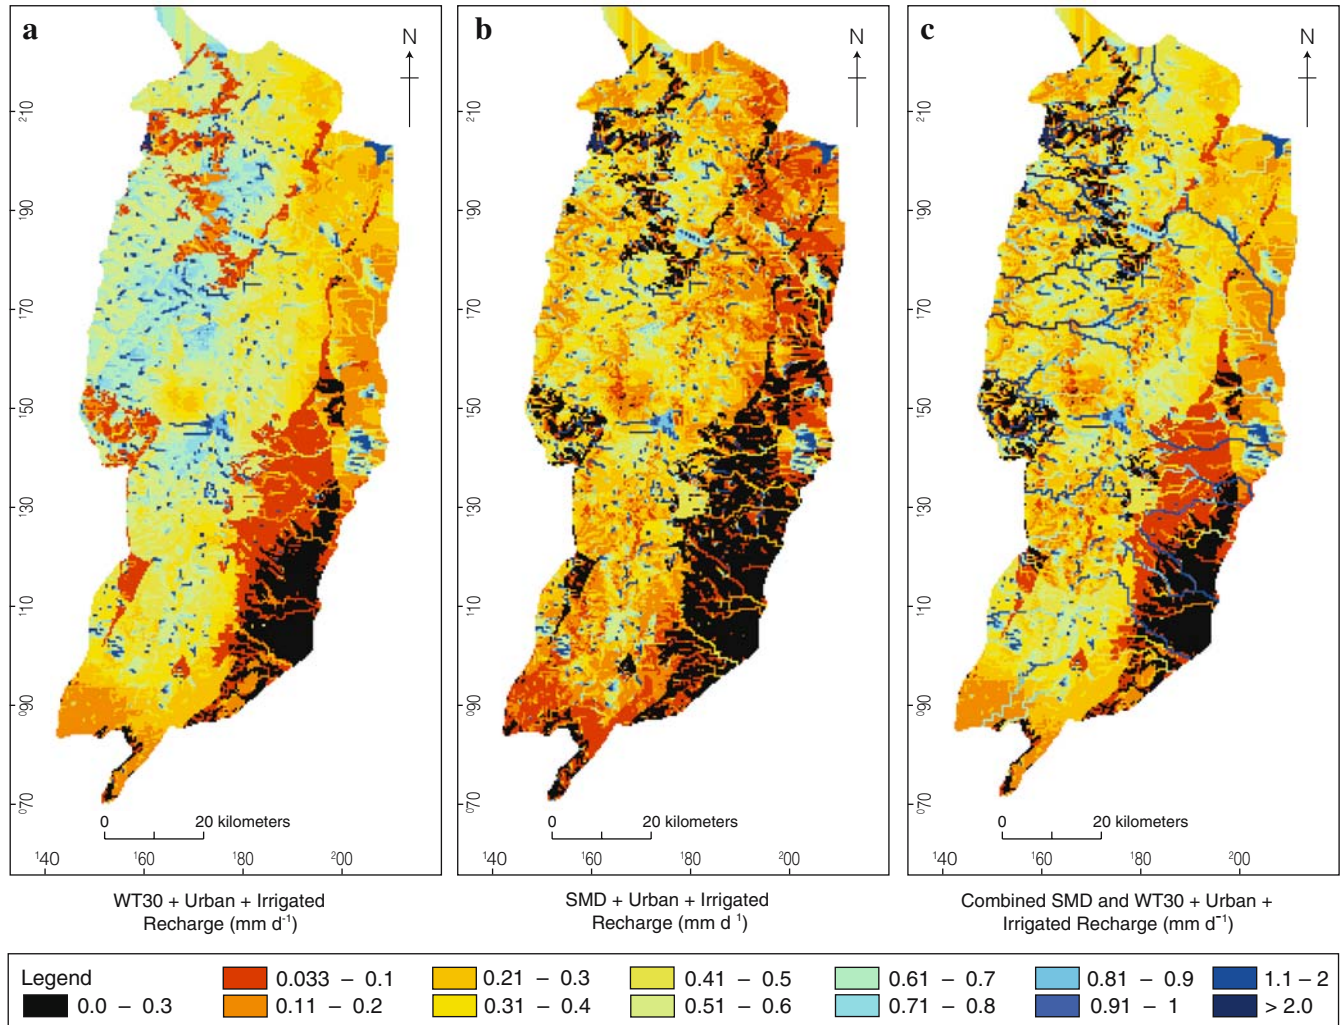 a
b
c
N
N
N
210
190
170
150
130
110
090
070
210
190
170
150
130
110
090
070
210
190
170
150
130
110
090
070
0 20 kilometers
0 20 kilometers
0 20 kilometers
140 160 180 200
140 160 180 200
140 160 180 200
WT30 + Urban + Irrigated
Recharge (mm d-1)
SMD + Urban + Irrigated
Recharge (mm d 1)
Combined SMD and WT30 + Urban +
Irrigated Recharge (mm d-1)
Legend
0.0 – 0.3
0.033 – 0.1
0.11 – 0.2
0.21 – 0.3
0.31 – 0.4
0.41 – 0.5
0.51 – 0.6
0.61 – 0.7
0.71 – 0.8
0.81 – 0.9
0.91 – 1
1.1 – 2
> 2.0